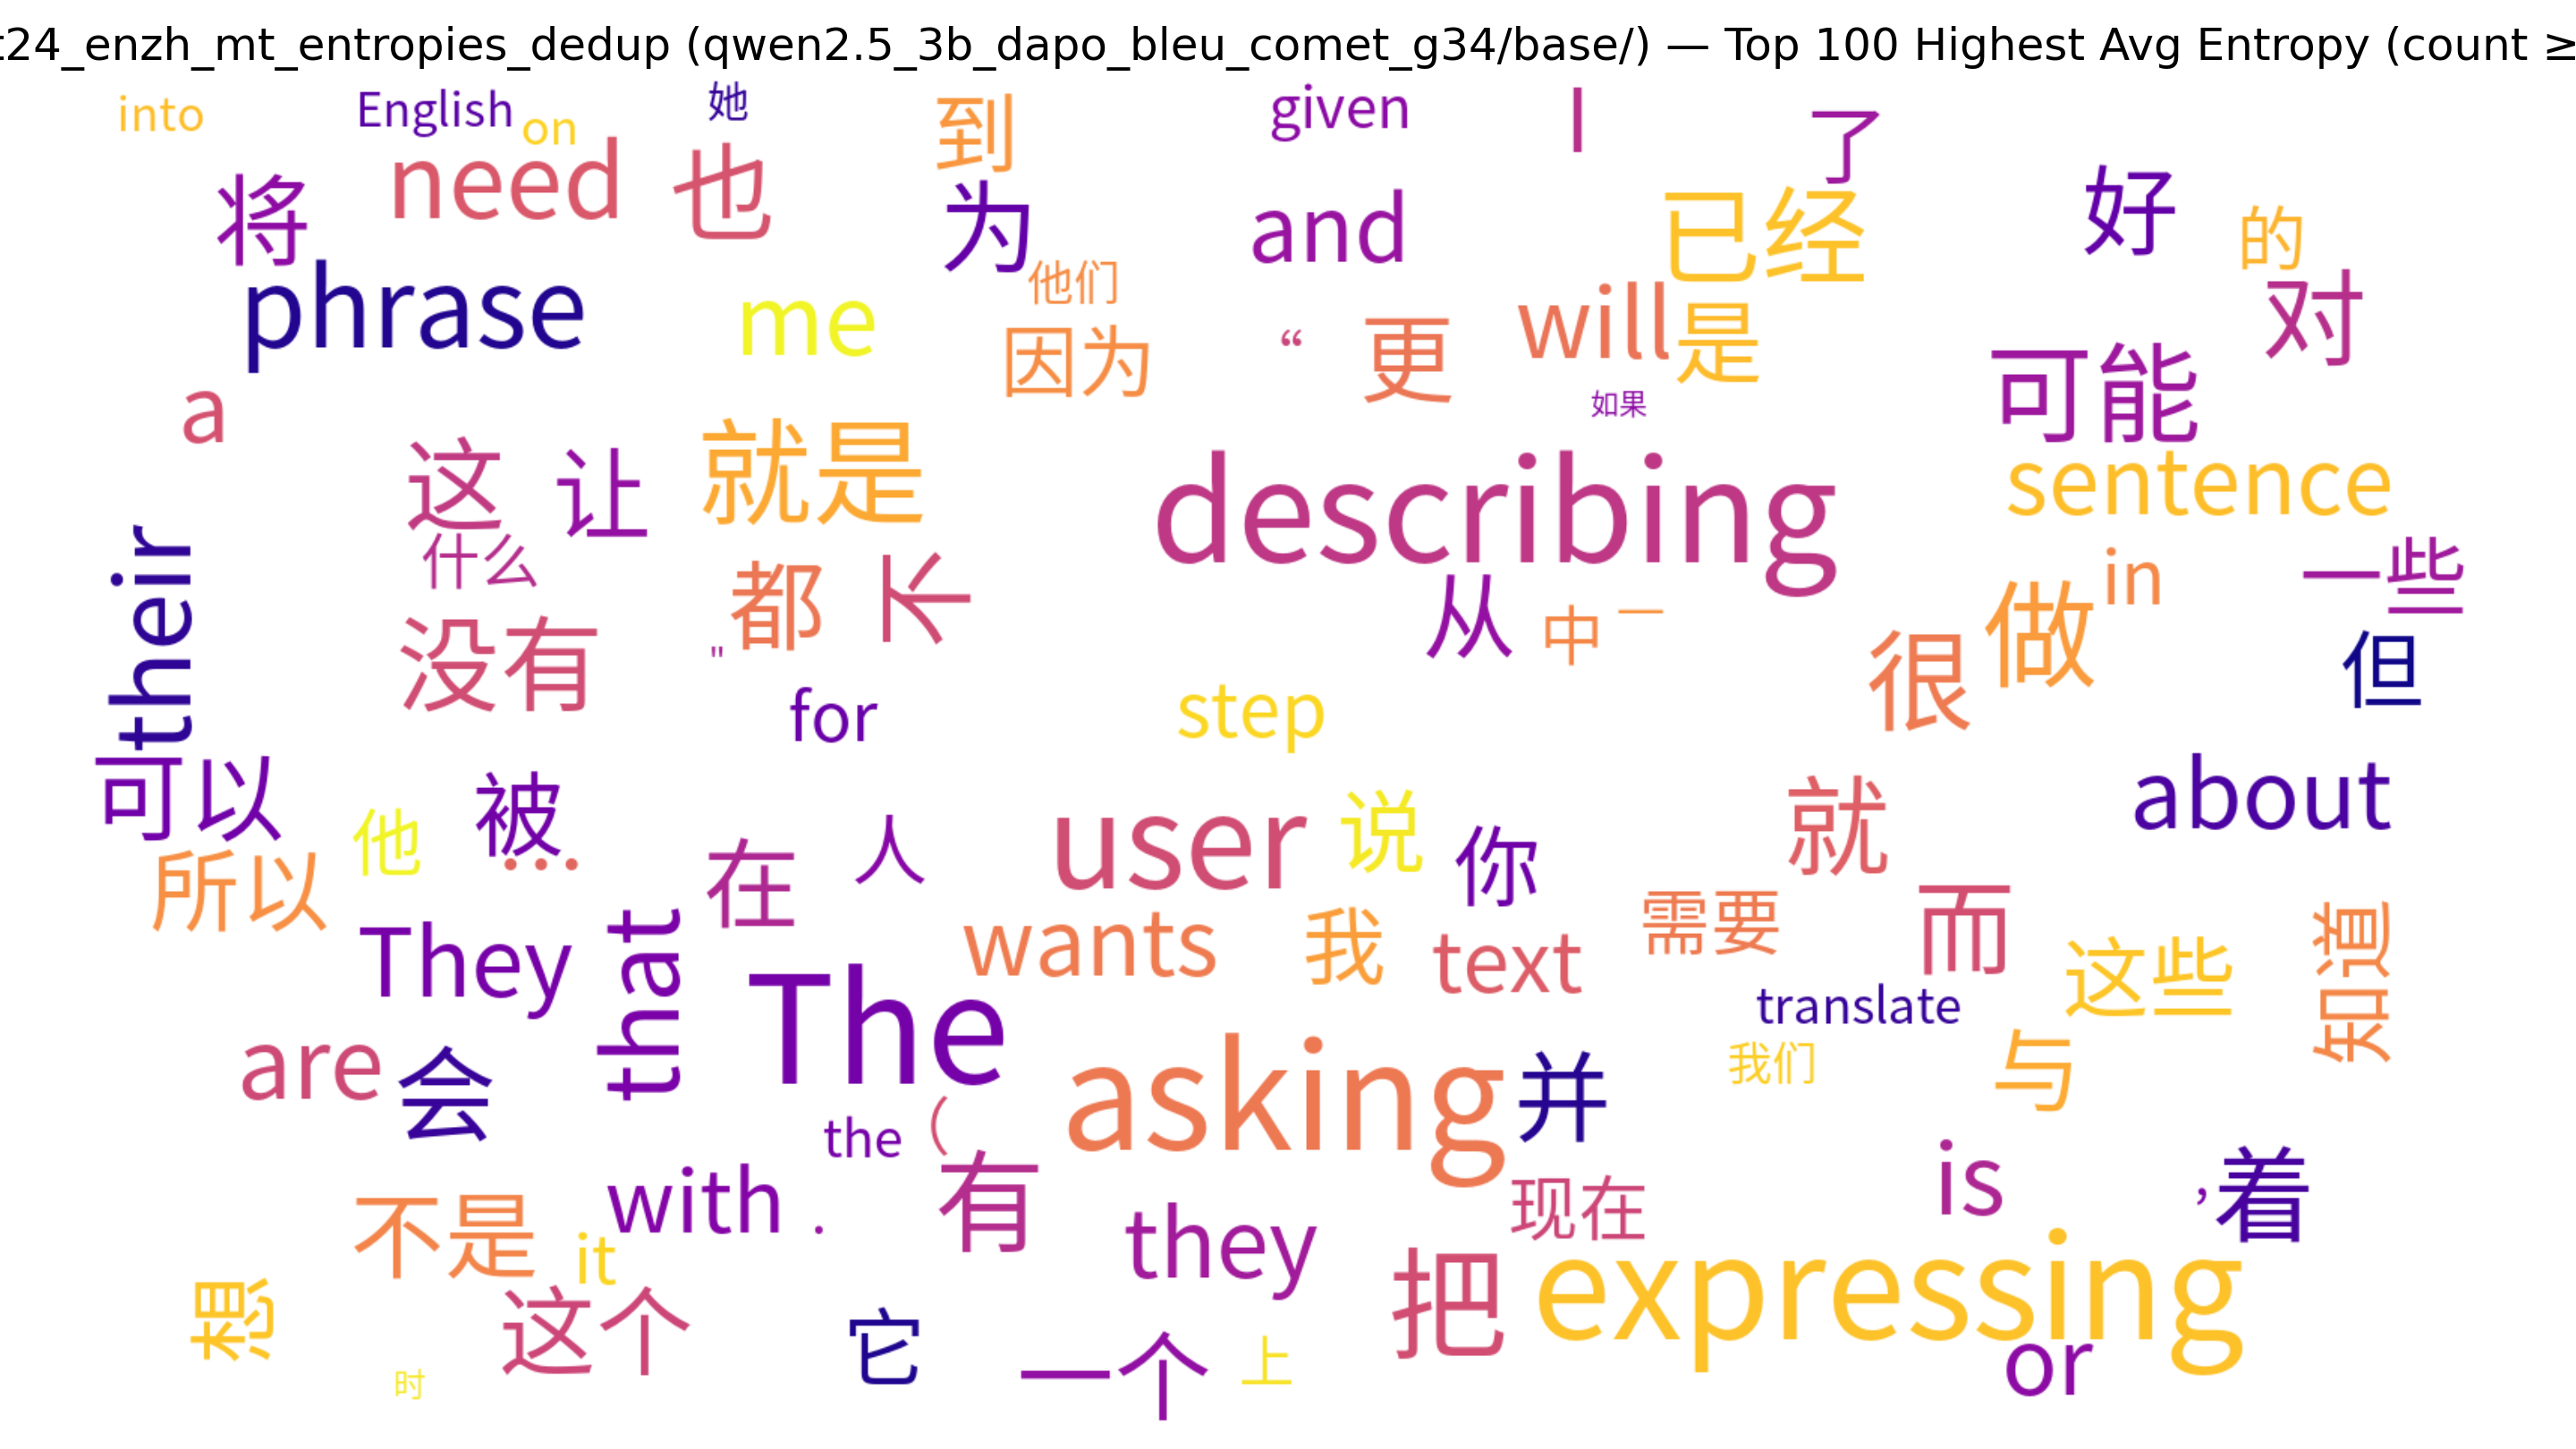 t24_enzh_mt_entropies_dedup (qwen2.5_3b_dapo_bleu_comet_g34/base/) — Top 100 Highest Avg Entropy (count ≥
into
English
on
她
到
given
I
了
将
need
也
为
and
已经
好
的
phrase
me
他们
因为
“
更
will
是
如果
对
可能
a
这
让
就是
describing
sentence
their
什么
没有
都
不
"
从
中
一
in
做
一些
很
但
for
step
可以
被
…
他
所以
人
在
user
说
你
就
about
They
that
The
wants
我
text
需要
而
这些
知道
translate
我们
与
are
会
the
(
asking
并
有
with
.
they
现在
is
,
着
不是
it
想
这个
时
它
一个
上
把
expressing
or